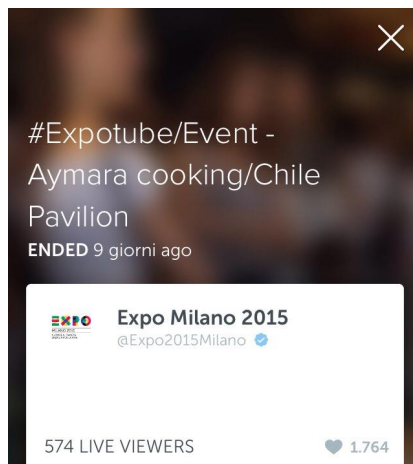 #Expotube/Event -
Aymara cooking/Chile
Pavilion
ENDED 9 giorni ago
EXPO
Expo Milano 2015
@Expo2015Milano
574 LIVE VIEWERS
1.764